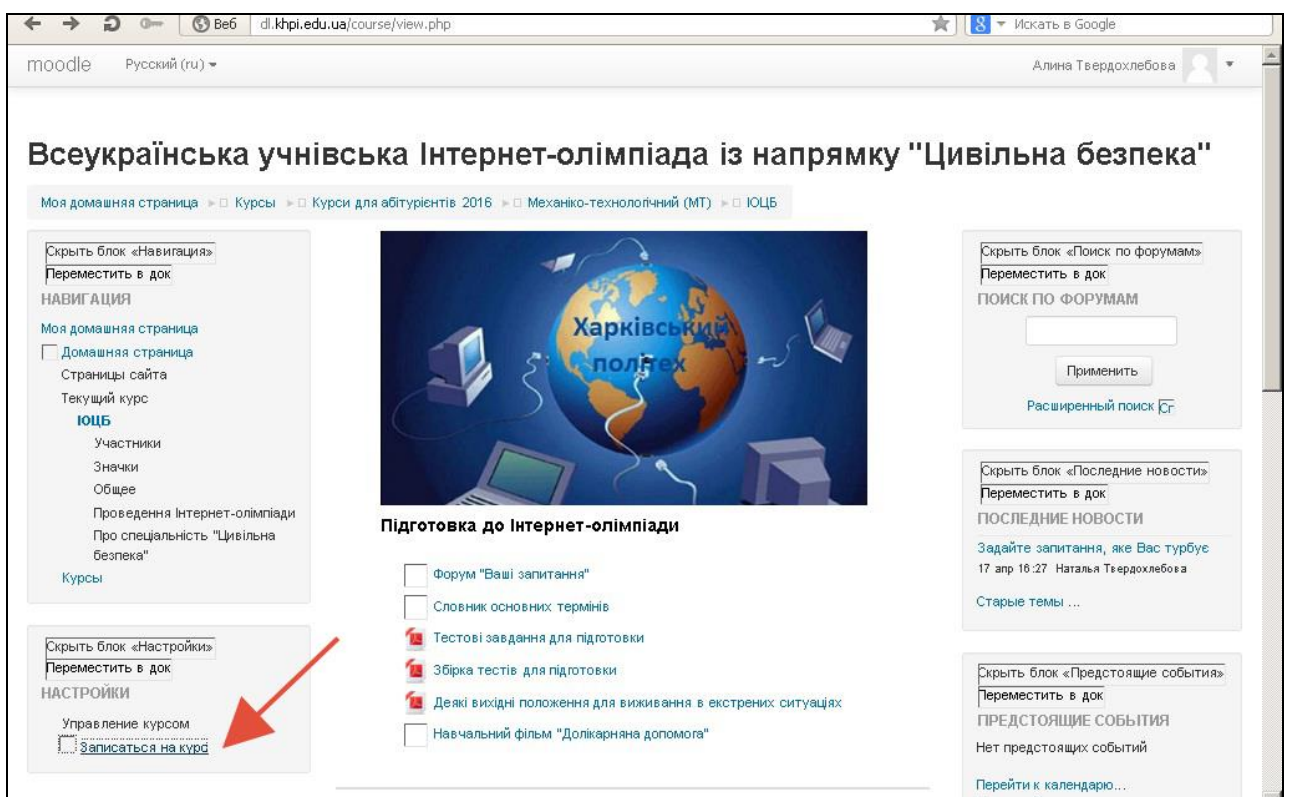 Веб dl.khpi.edu.ua/course/view.php
8 Искать в Google
moodle Русский (ru)
Алина Твердохлебова
Всеукраїнська учнівська Інтернет-олімпіада із напрямку "Цивільна безпека"
Моя домашняя страница Курсы Курси для абітурієнтів 2016 Механіко-технологічний (МТ) ІОЦБ
Скрыть блок «Навигация»
Переместить в док
НАВИГАЦИЯ
Моя домашняя страница
Домашняя страница
Страницы сайта
Текущий курс
ІОЦБ
Участники
Значки
Общее
Проведення Інтернет-олімпіади
Про спеціальність "Цивільна
безпека"
Курсы
Скрыть блок «Настройки»
Переместить в док
НАСТРОЙКИ
Управление курсом
Записаться на курс
Харківський
політех
Підготовка до Інтернет-олімпіади
Форум "Ваші запитання"
Словник основних термінів
Тестові завдання для підготовки
Збірка тестів для підготовки
Деякі вихідні положення для виживання в екстрених ситуаціях
Навчальний фільм "Долікарняна допомога"
Скрыть блок «Поиск по форумам»
Переместить в док
ПОИСК ПО ФОРУМАМ
Применить
Расширенный поиск
Скрыть блок «Последние новости»
Переместить в док
ПОСЛЕДНИЕ НОВОСТИ
Задайте запитання, яке Вас турбує
17 апр 16:27 Наталья Твердохлебова
Старые темы ...
Скрыть блок «Предстоящие события»
Переместить в док
ПРЕДСТОЯЩИЕ СОБЫТИЯ
Нет предстоящих событий
Перейти к календарю...